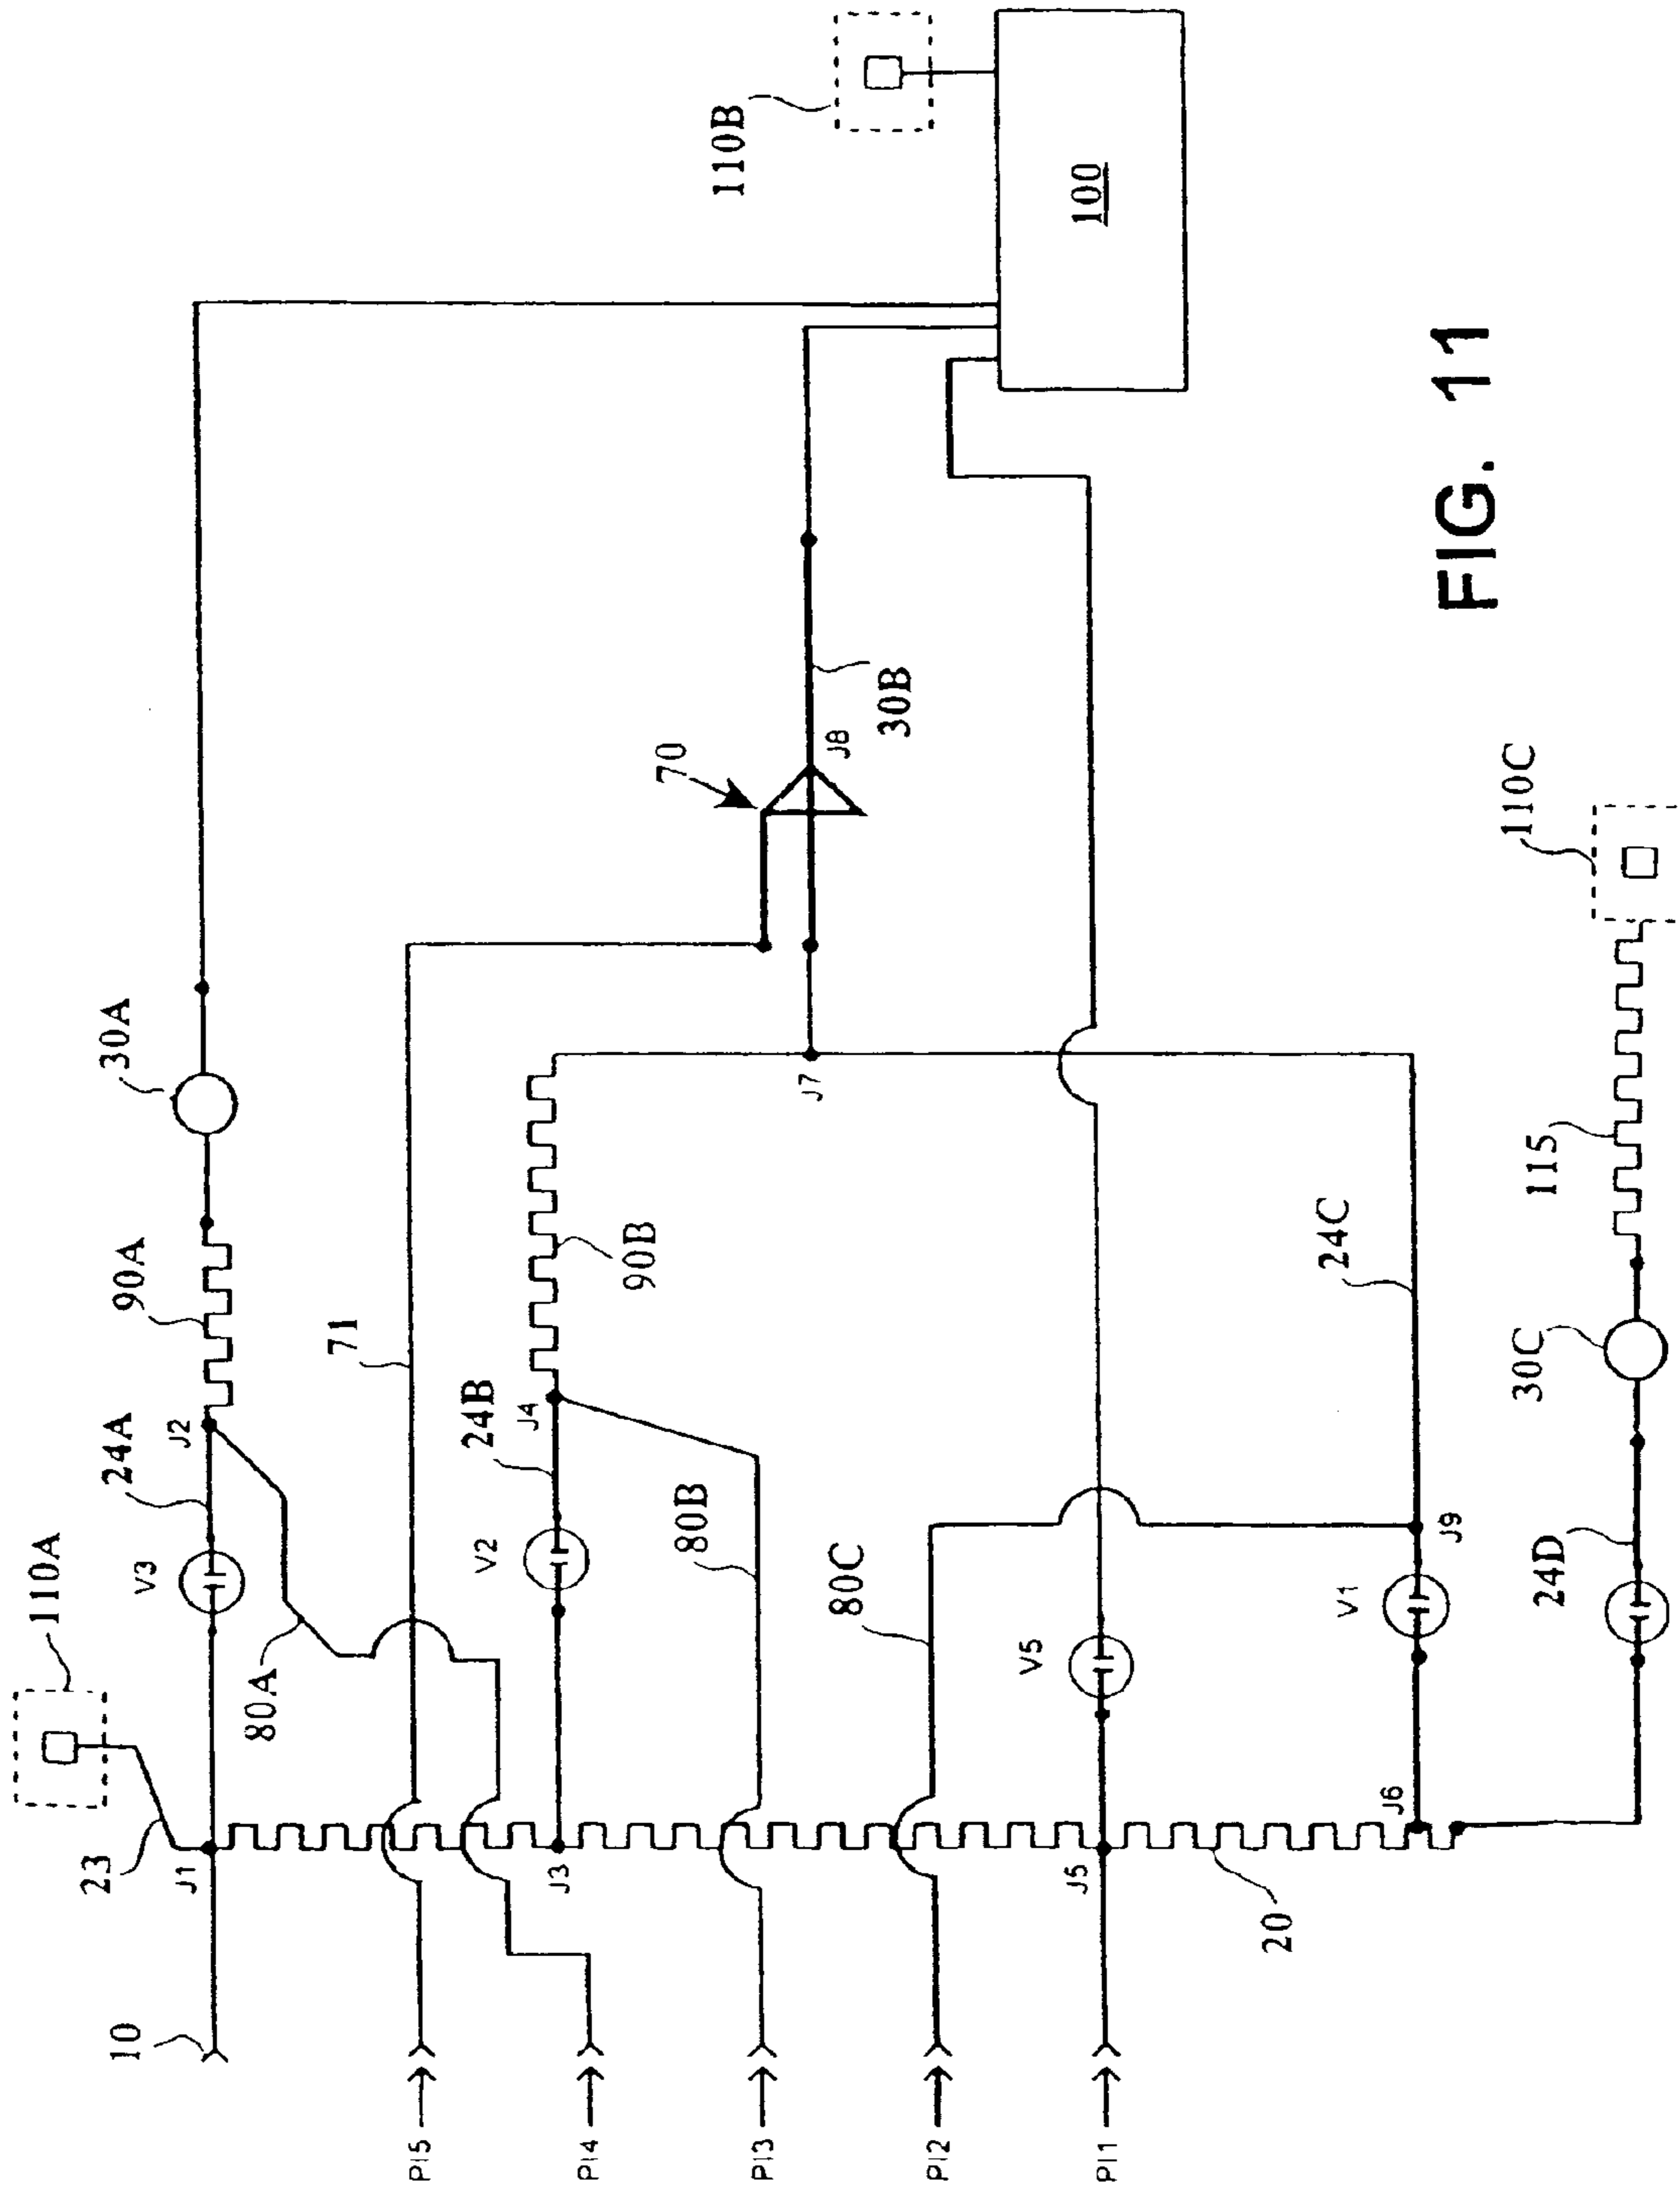 110A
10
23
J1
80A
V3
24A
J2
90A
30A
PI5
71
PI4
J3
V2
24B
J4
90B
70
110B
PI3
80B
J7
J8
30B
100
PI2
80C
PI1
J5
V5
20
J6
V1
J9
24C
24D
30C
115
110C
FIG. 11